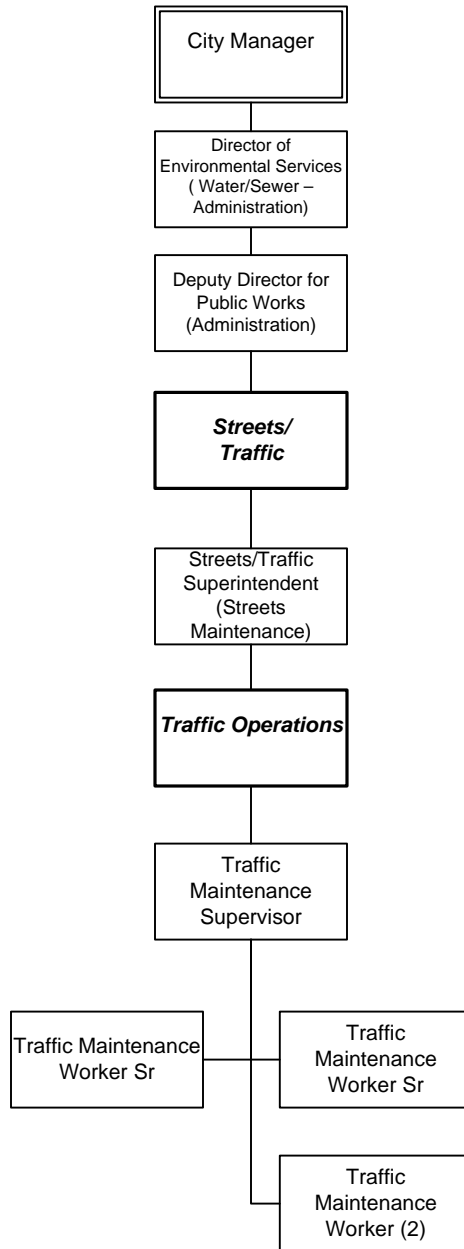 City Manager
Director of
Environmental Services
( Water/Sewer –
Administration)
Deputy Director for
Public Works
(Administration)
Streets/
Traffic
Streets/Traffic
Superintendent
(Streets
Maintenance)
Traffic Operations
Traffic
Maintenance
Supervisor
Traffic Maintenance
Worker Sr
Traffic
Maintenance
Worker Sr
Traffic
Maintenance
Worker (2)